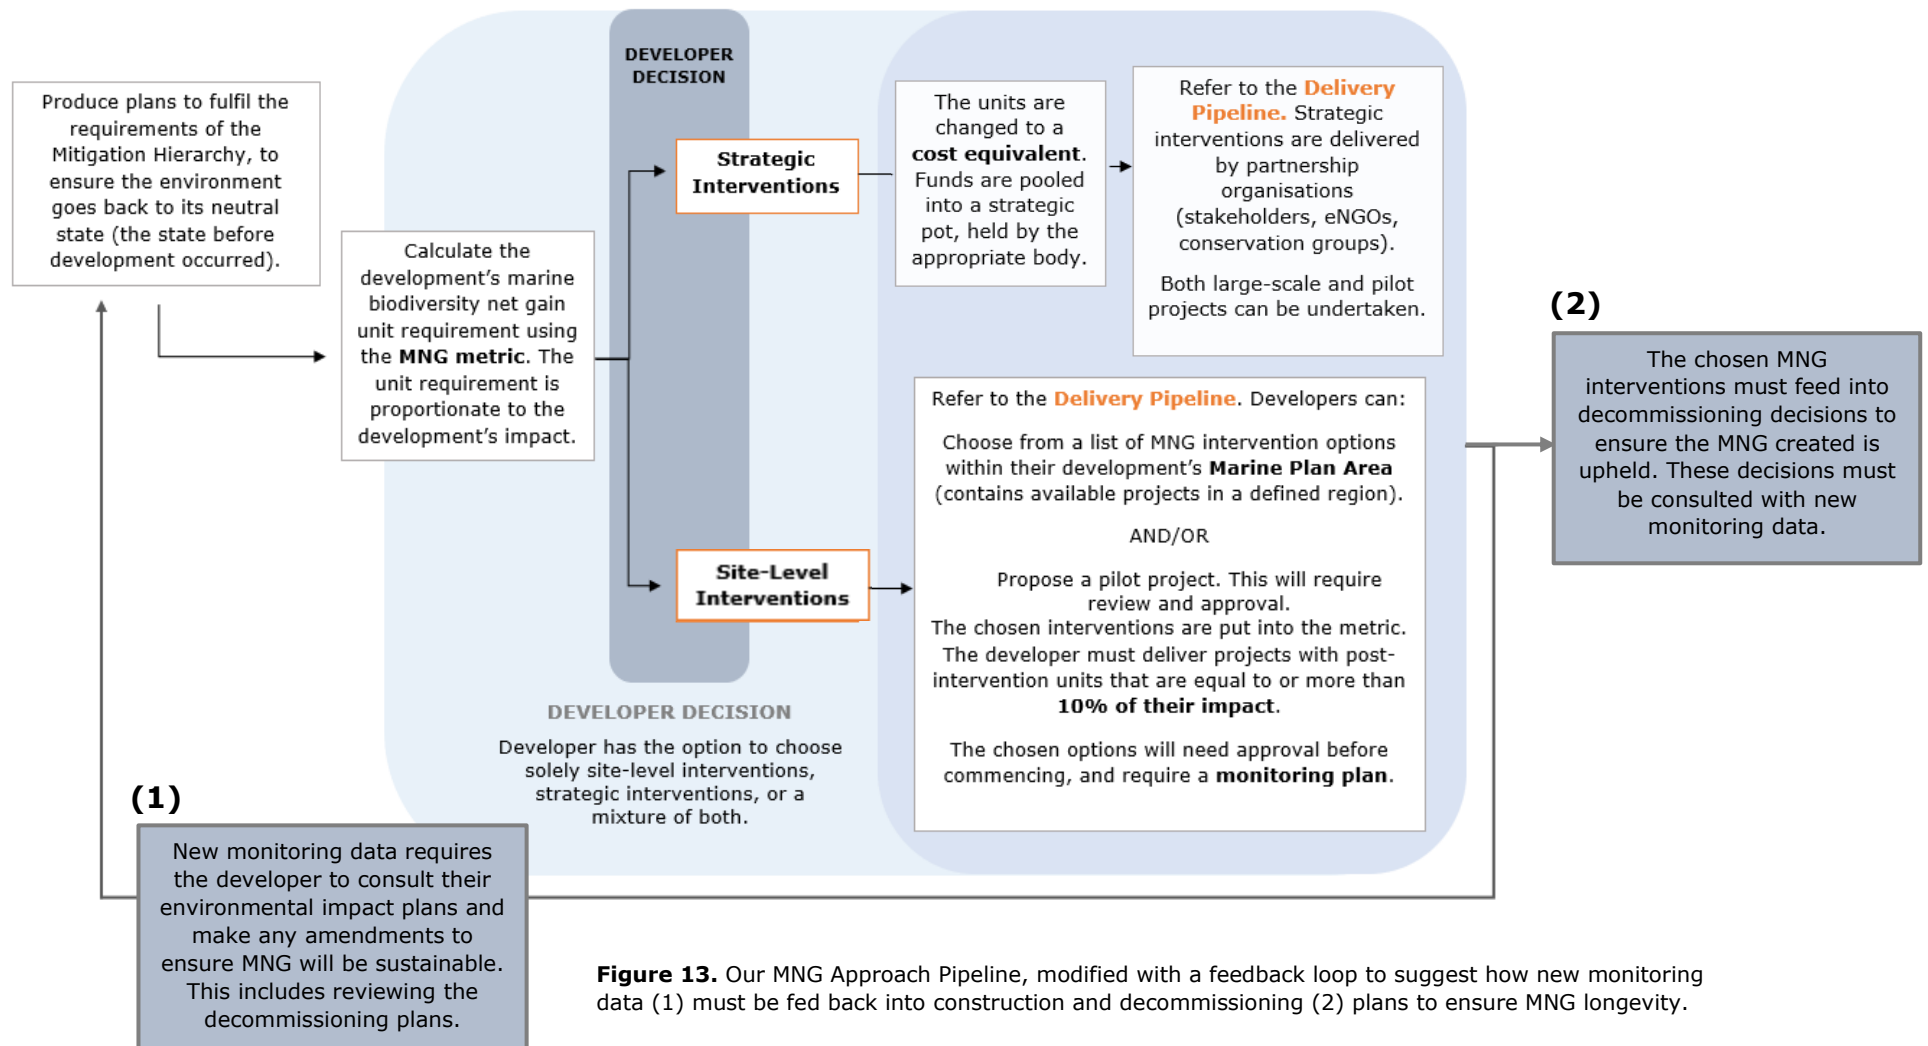 Produce plans to fulfil the
requirements of the
Mitigation Hierarchy, to
ensure the environment
goes back to its neutral
state (the state before
development occurred).
Calculate the
development's marine
biodiversity net gain
unit requirement using
the MNG metric. The
unit requirement is
proportionate to the
development's impact.
DEVELOPER
DECISION
Strategic
Interventions
The units are
changed to a
cost equivalent.
Funds are pooled
into a strategic
pot, held by the
appropriate body.
Refer to the Delivery
Pipeline. Strategic
interventions are delivered
by partnership
organisations
(stakeholders, eNGOs,
conservation groups).
Both large-scale and pilot
projects can be undertaken.
Site-Level
Interventions
Refer to the Delivery Pipeline. Developers can:
Choose from a list of MNG intervention options
within their development's Marine Plan Area
(contains available projects in a defined region).
AND/OR
Propose a pilot project. This will require
review and approval.
The chosen interventions are put into the metric.
The developer must deliver projects with post-
intervention units that are equal to or more than
10% of their impact.
The chosen options will need approval before
commencing, and require a monitoring plan.
DEVELOPER DECISION
Developer has the option to choose
solely site-level interventions,
strategic interventions, or a
mixture of both.
(2)
The chosen MNG
interventions must feed into
decommissioning decisions to
ensure the MNG created is
upheld. These decisions must
be consulted with new
monitoring data.
(1)
New monitoring data requires
the developer to consult their
environmental impact plans and
make any amendments to
ensure MNG will be sustainable.
This includes reviewing the
decommissioning plans.
Figure 13. Our MNG Approach Pipeline, modified with a feedback loop to suggest how new monitoring
data (1) must be fed back into construction and decommissioning (2) plans to ensure MNG longevity.